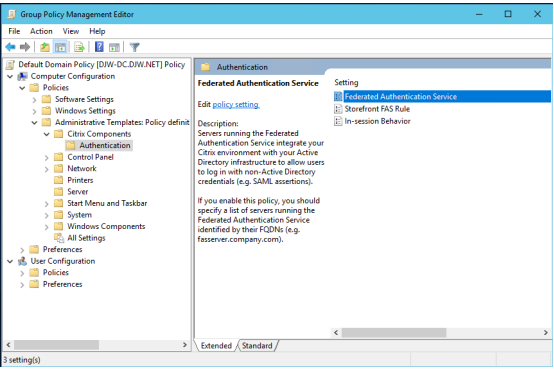 Group Policy Management Editor
File Action View Help
Default Domain Policy [DJW-DC.DJW.NET] Policy
Computer Configuration
Policies
Software Settings
Windows Settings
Administrative Templates: Policy definit
Citrix Components
Authentication
Control Panel
Network
Printers
Server
Start Menu and Taskbar
System
Windows Components
All Settings
Preferences
User Configuration
Policies
Preferences
Authentication
Federated Authentication Service
Edit policy setting.
Description:
Servers running the Federated
Authentication Service integrate your
Citrix environment with your Active
Directory infrastructure to allow users
to log in with non-Active Directory
credentials (e.g. SAML assertions).
If you enable this policy, you should
specify a list of servers running the
Federated Authentication Service
identified by their FQDNs (e.g.
fasserver.company.com).
Setting
Federated Authentication Service
Storefront FAS Rule
In-session Behavior
Extended Standard
3 setting(s)